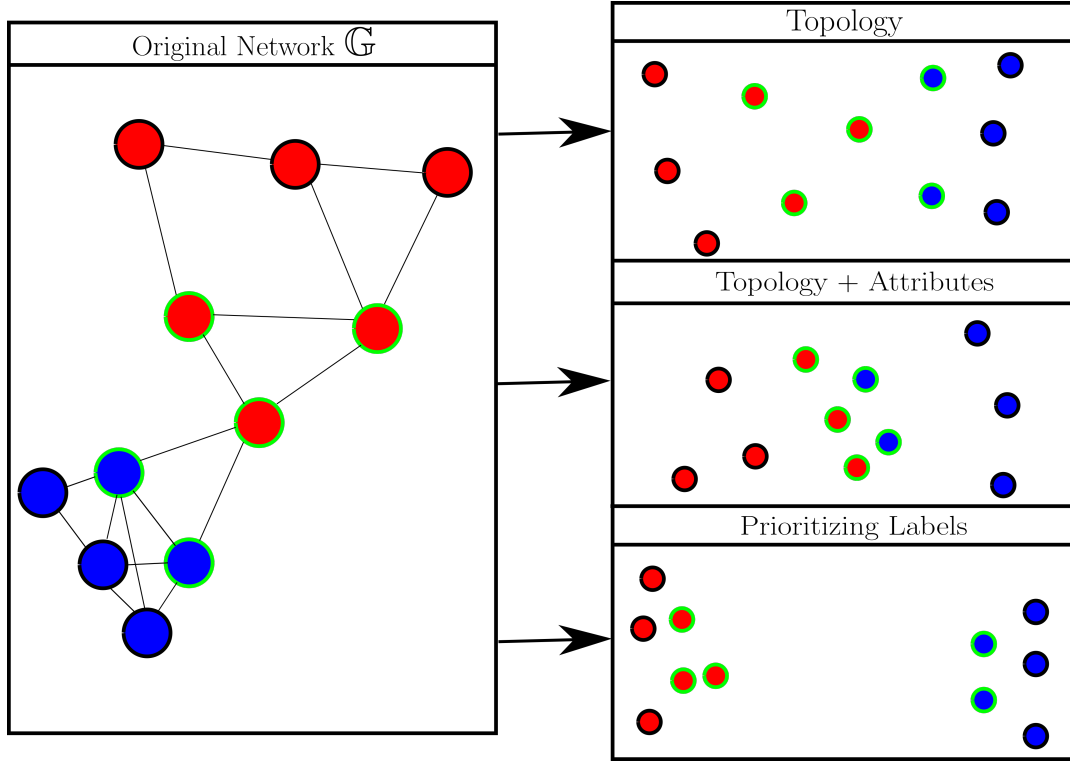 Original Network 𝔾
Topology
Topology + Attributes
Prioritizing Labels